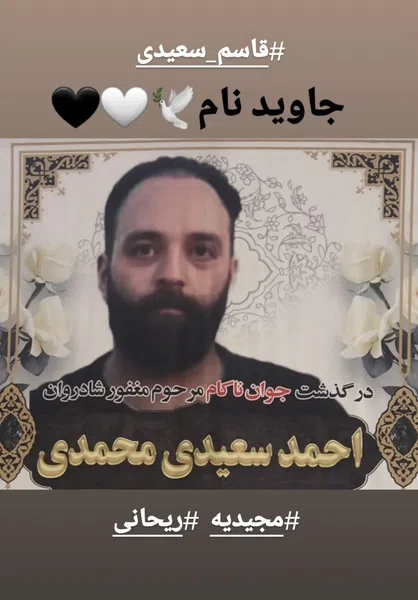 #قاسم_سعیدی
جاوید نام🕊️🤍🖤
درگذشت جوان ناکام مرحوم مغفور شادروان
احمد سعیدی محمدی
#مجیدیه #ریحانی